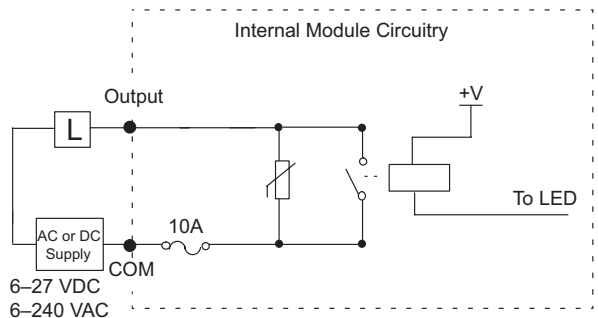 Internal Module Circuitry
Output
+V
L
To LED
10A
AC or DC
Supply
COM
6–27 VDC
6–240 VAC